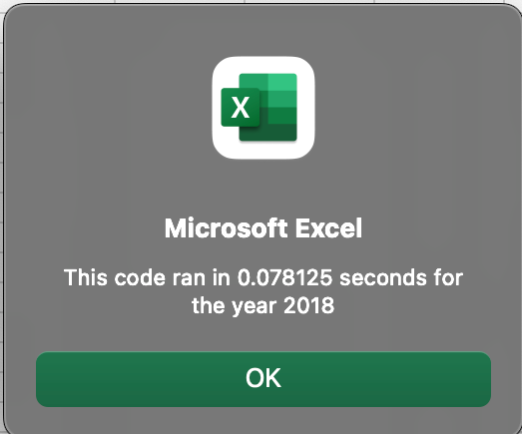 X
Microsoft Excel
This code ran in 0.078125 seconds for
the year 2018
OK